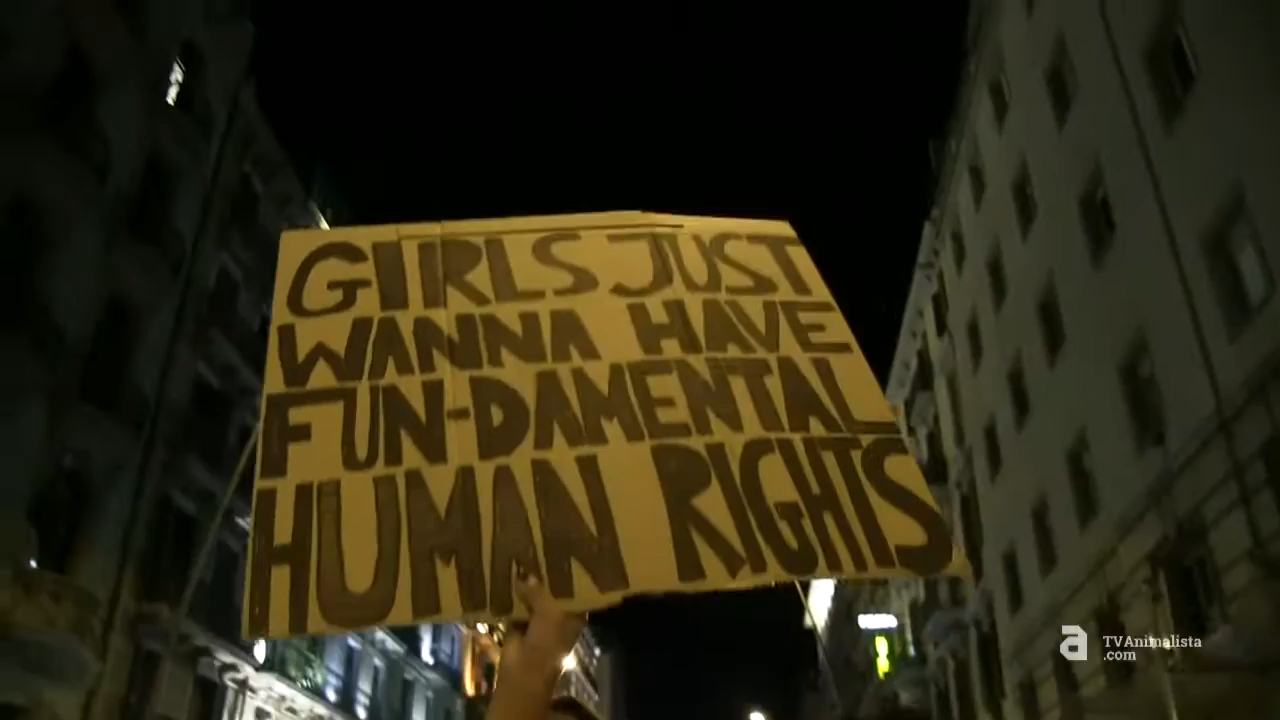 GIRLS JUST
WANNA HAVE
FUN-DAMENTAL
HUMAN RIGHTS
a TVAnimalista
.com